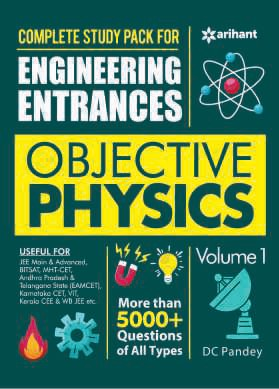 COMPLETE STUDY PACK FOR
arihant
ENGINEERING
ENTRANCES
OBJECTIVE
PHYSICS
USEFUL FOR
JEE Main & Advanced,
BITSAT, MHT-CET,
Andhra Pradesh &
Telangana State (EAMCET),
Karnataka CET, VIT,
Kerala CEE & WB JEE etc.
More than
5000+
Questions
of All Types
Volume 1
DC Pandey